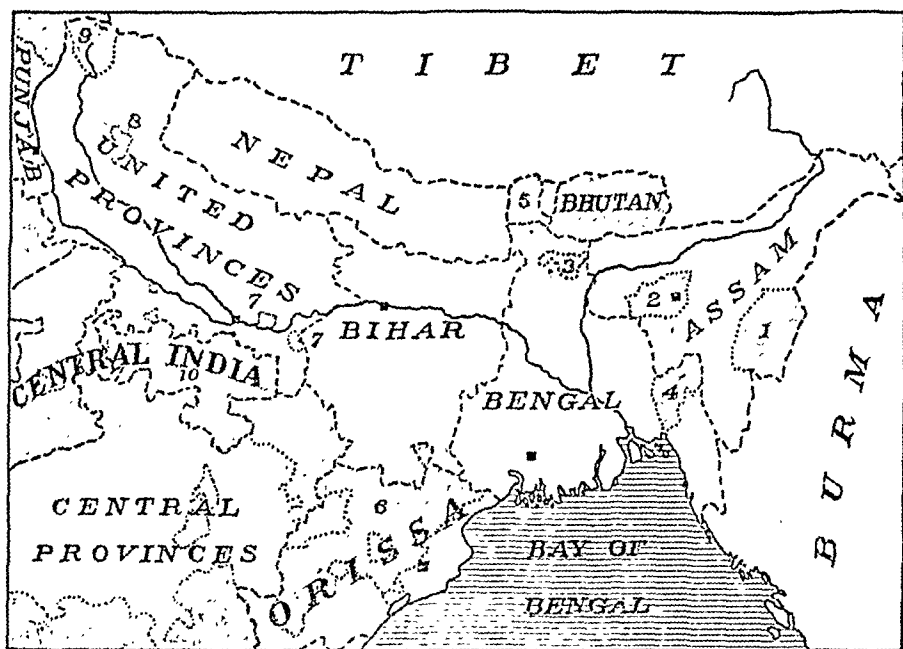 TIBET
9
PUNJAB
8
UNITED
PROVINCES
NEPAL
5
BHUTAN
3
ASSAM
2
1
7
7
BIHAR
CENTRAL INDIA
10
4
BENGAL
BURMA
CENTRAL
PROVINCES
6
ORISSA
BAY OF
BENGAL